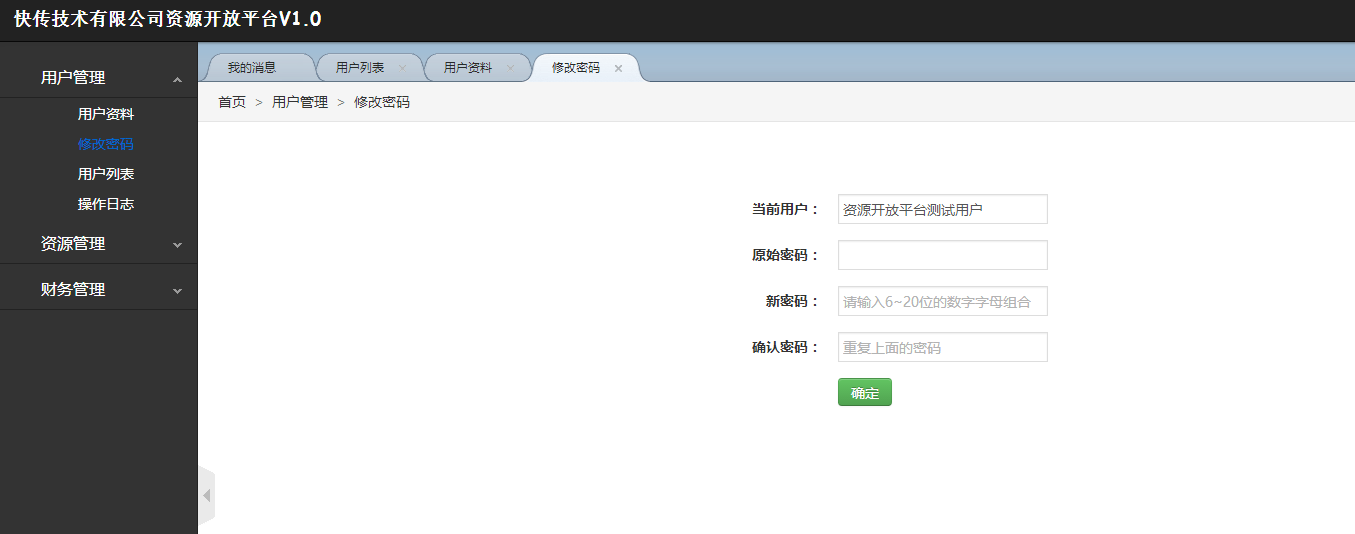 快传技术有限公司资源开放平台V1.0
用户管理
用户资料
修改密码
用户列表
操作日志
资源管理
财务管理
我的消息 用户列表 用户资料 修改密码
首页 > 用户管理 > 修改密码
当前用户： 资源开放平台测试用户
原始密码：
新密码： 请输入6~20位的数字字母组合
确认密码： 重复上面的密码
确定